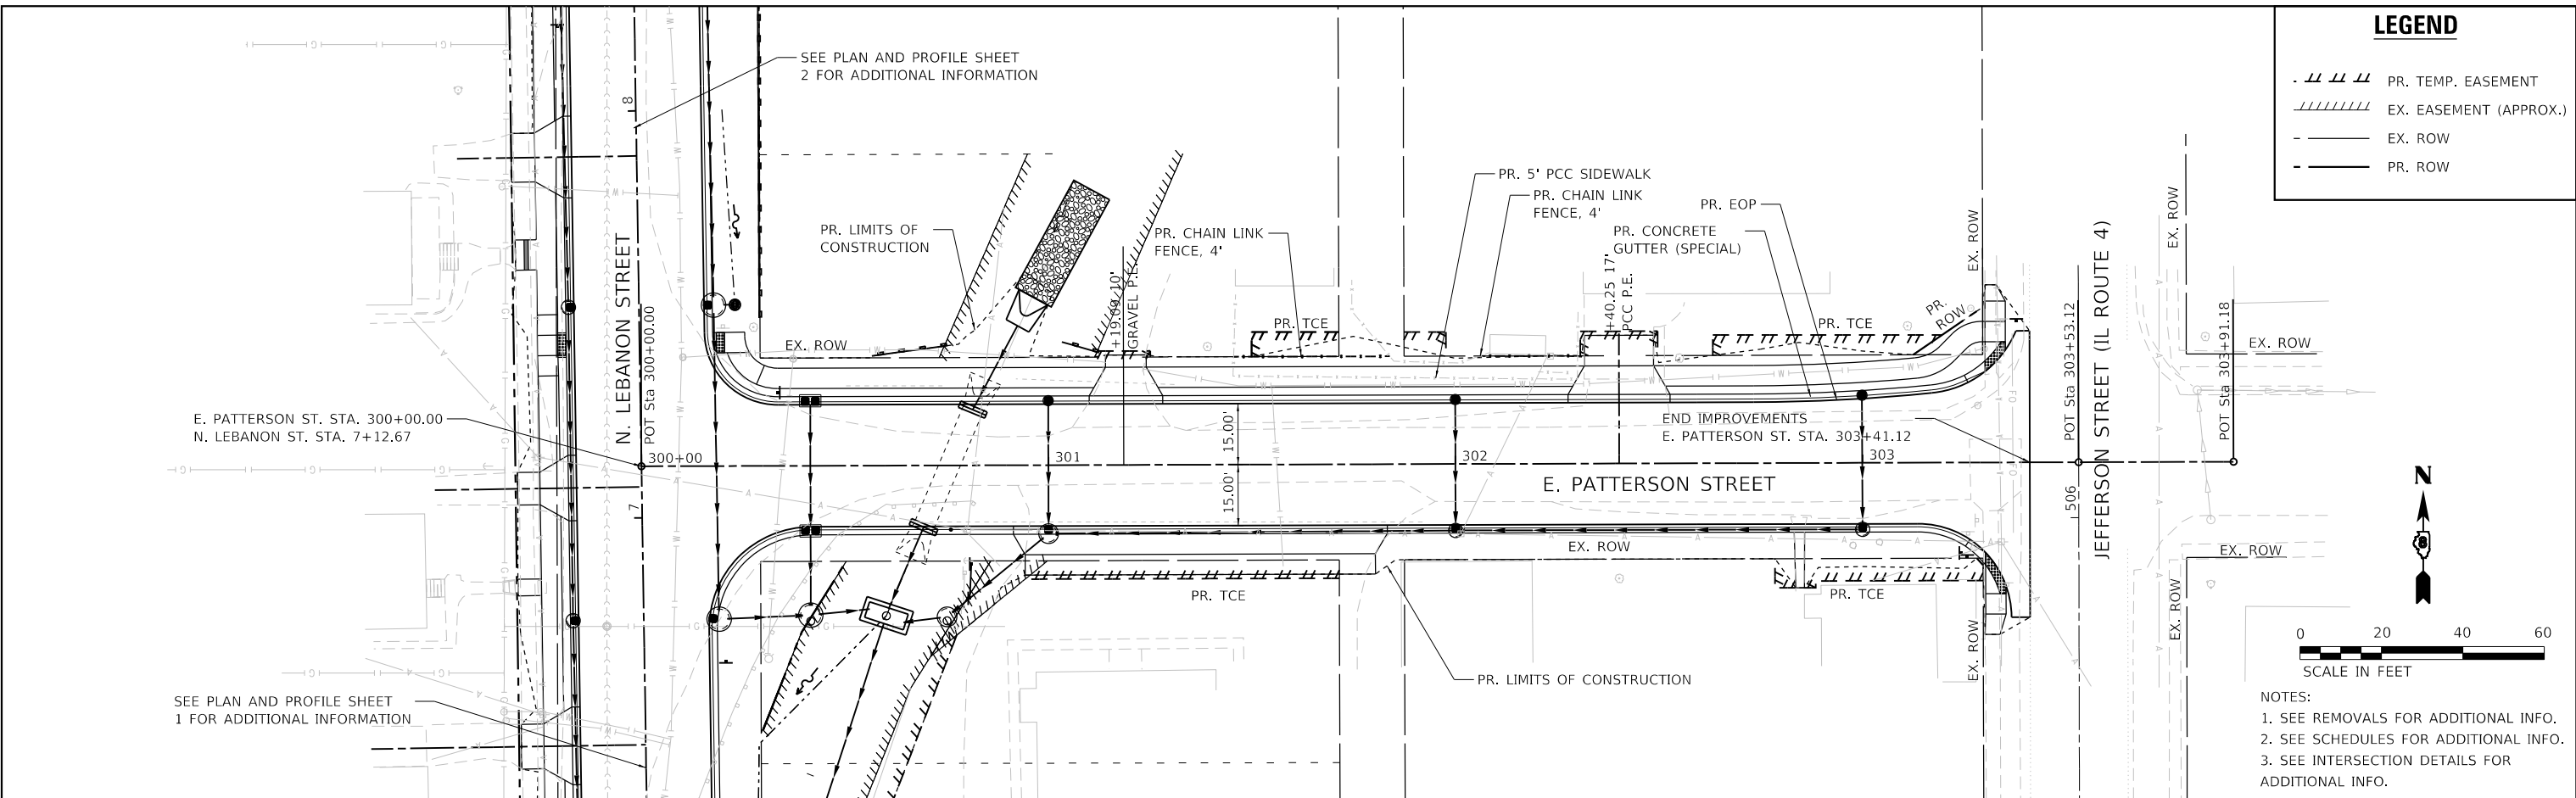 LEGEND
PR. TEMP. EASEMENT
EX. EASEMENT (APPROX.)
EX. ROW
PR. ROW
SEE PLAN AND PROFILE SHEET
2 FOR ADDITIONAL INFORMATION
8
N. LEBANON STREET
POT Sta 300+00.00
PR. LIMITS OF
CONSTRUCTION
EX. ROW
+19.09 10'
GRAVEL P.E.
PR. CHAIN LINK
FENCE, 4'
PR. TCE
PR. 5' PCC SIDEWALK
PR. CHAIN LINK
FENCE, 4'
PR. EOP
PR. CONCRETE
GUTTER (SPECIAL)
+40.25 17'
PCC P.E.
PR. TCE
PR.
ROW
EX. ROW
POT Sta 303+53.12
JEFFERSON STREET (IL ROUTE 4)
EX. ROW
EX. ROW
POT Sta 303+91.18
E. PATTERSON ST. STA. 300+00.00
N. LEBANON ST. STA. 7+12.67
300+00
301
15.00'
15.00'
302
END IMPROVEMENTS
E. PATTERSON ST. STA. 303+41.12
303
E. PATTERSON STREET
7
506
EX. ROW
EX. ROW
EX. ROW
EX. ROW
PR. TCE
PR. TCE
PR. LIMITS OF CONSTRUCTION
SEE PLAN AND PROFILE SHEET
1 FOR ADDITIONAL INFORMATION
N
8
0 20 40 60
SCALE IN FEET
NOTES:
1. SEE REMOVALS FOR ADDITIONAL INFO.
2. SEE SCHEDULES FOR ADDITIONAL INFO.
3. SEE INTERSECTION DETAILS FOR
ADDITIONAL INFO.